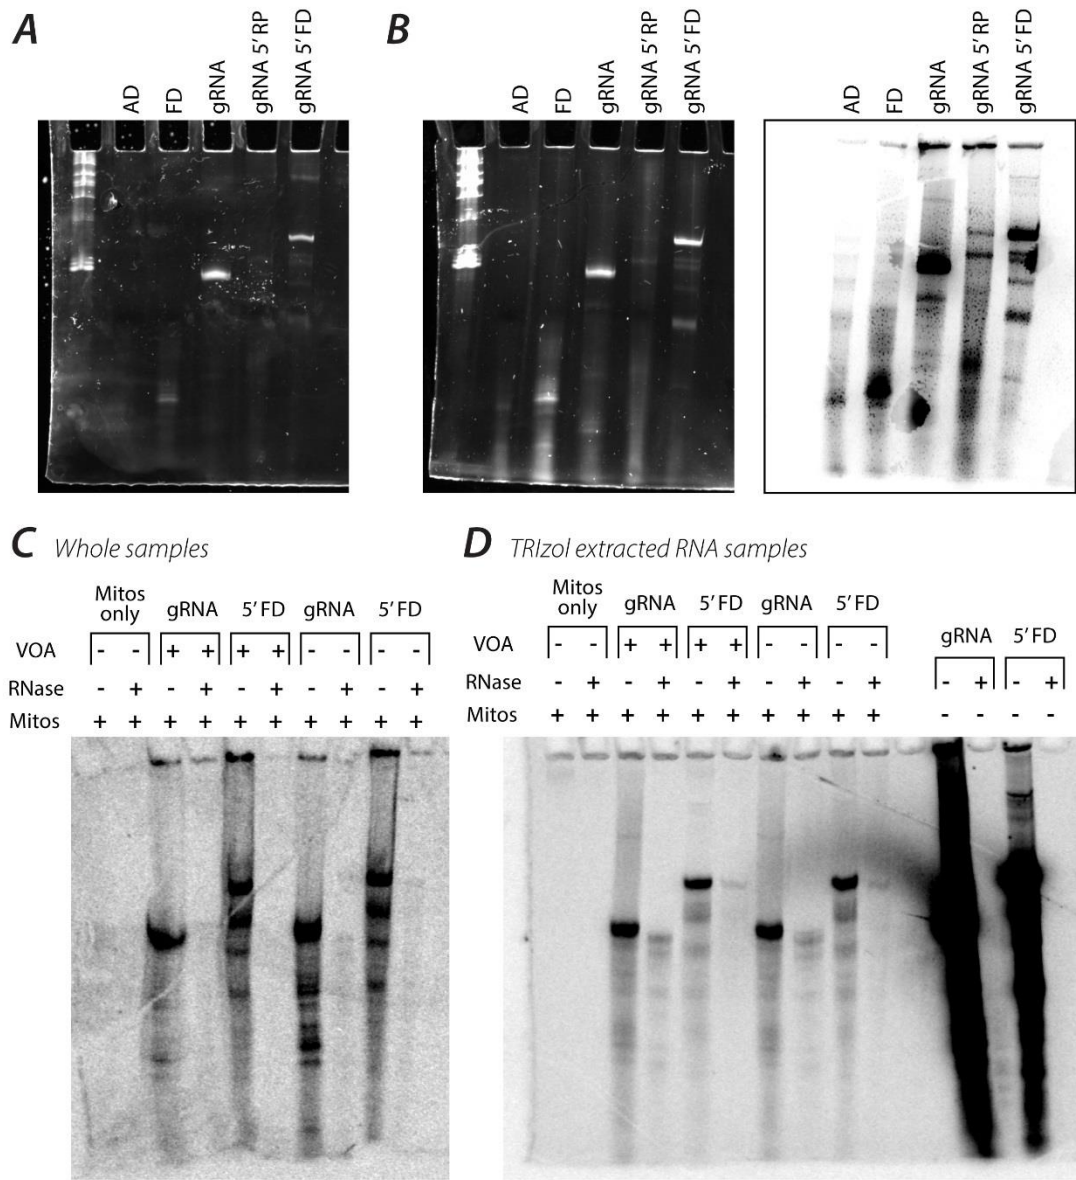 A
AD
FD
gRNA
gRNA 5' RP
gRNA 5' FD
B
AD
FD
gRNA
gRNA 5' RP
gRNA 5' FD
AD
FD
gRNA
gRNA 5' RP
gRNA 5' FD
C Whole samples
Mitos only gRNA 5' FD gRNA 5' FD
VOA - - + + + + - - - -
RNase - + - + - + - + - +
Mitos + + + + + + + + + +
D TRIzol extracted RNA samples
Mitos only gRNA 5' FD gRNA 5' FD gRNA 5' FD
VOA - - + + + + - - - -
RNase - + - + - + - + - + - + - +
Mitos + + + + + + + + + + - - - -